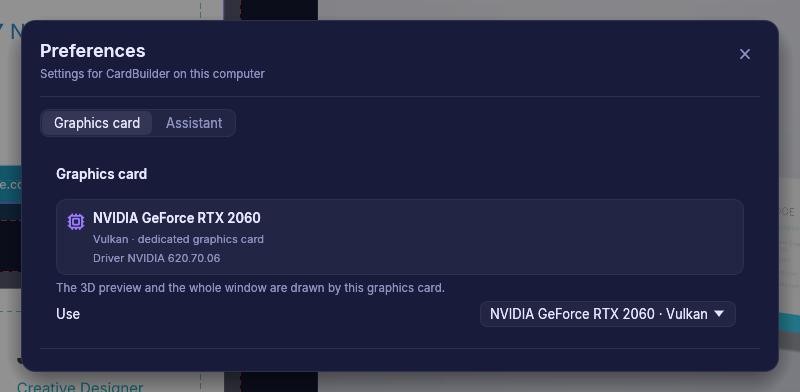 Preferences
Settings for CardBuilder on this computer
Graphics card
Assistant
Graphics card
NVIDIA GeForce RTX 2060
Vulkan · dedicated graphics card
Driver NVIDIA 620.70.06
The 3D preview and the whole window are drawn by this graphics card.
Use
NVIDIA GeForce RTX 2060 · Vulkan
Creative Designer